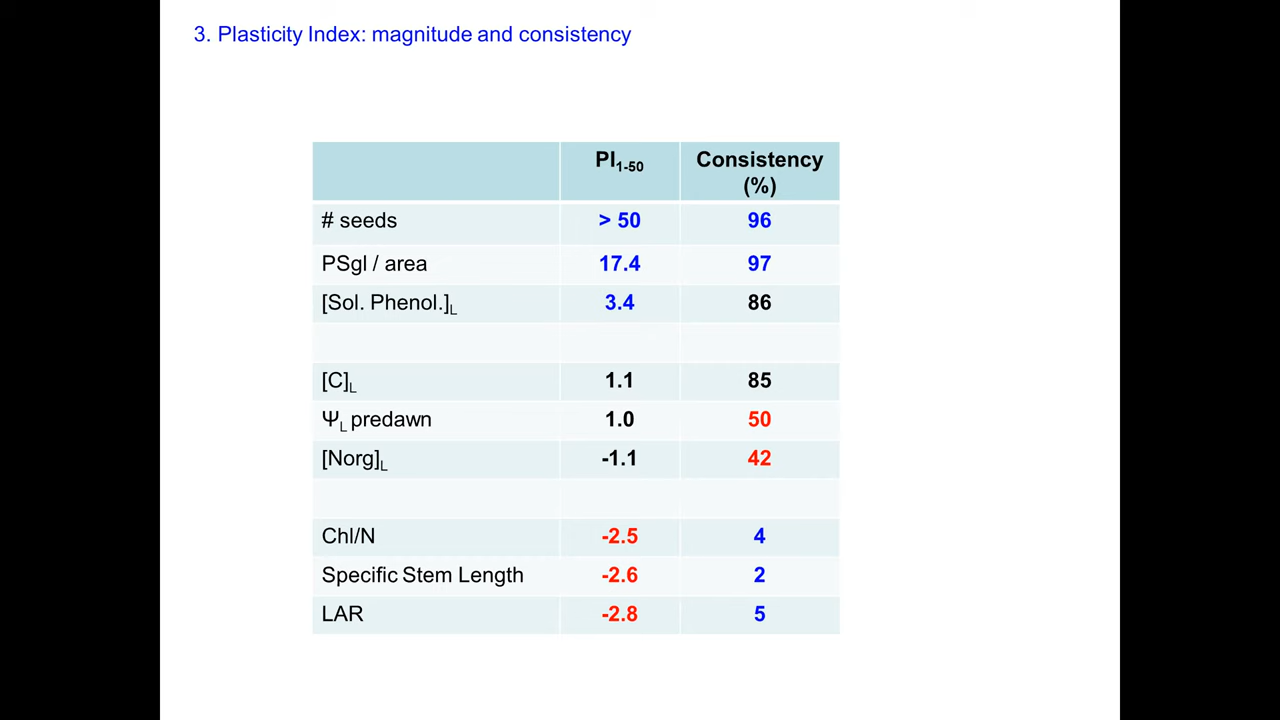 3. Plasticity Index: magnitude and consistency
PI1-50 Consistency
(%)
# seeds > 50 96
PSgl / area 17.4 97
[Sol. Phenol.]L 3.4 86
[C]L 1.1 85
ΨL predawn 1.0 50
[Norg]L -1.1 42
Chl/N -2.5 4
Specific Stem Length -2.6 2
LAR -2.8 5